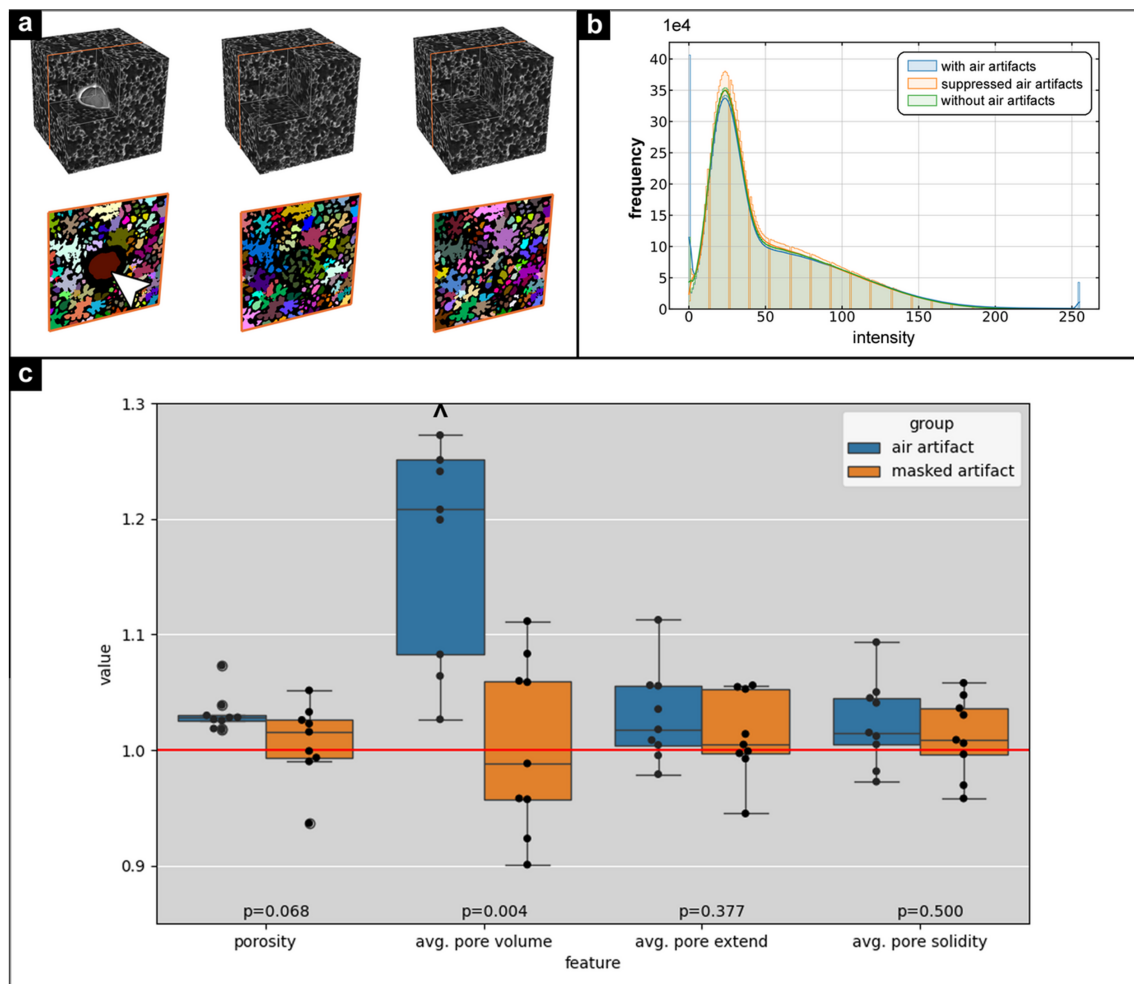 a
b
1e4
with air artifacts
suppressed air artifacts
without air artifacts
40
35
30
25
20
15
10
5
0
frequency
0 50 100 150 200 250
intensity
c
^
1.3
1.2
1.1
1.0
0.9
value
group
air artifact
masked artifact
p=0.068 p=0.004 p=0.377 p=0.500
porosity avg. pore volume avg. pore extend avg. pore solidity
feature